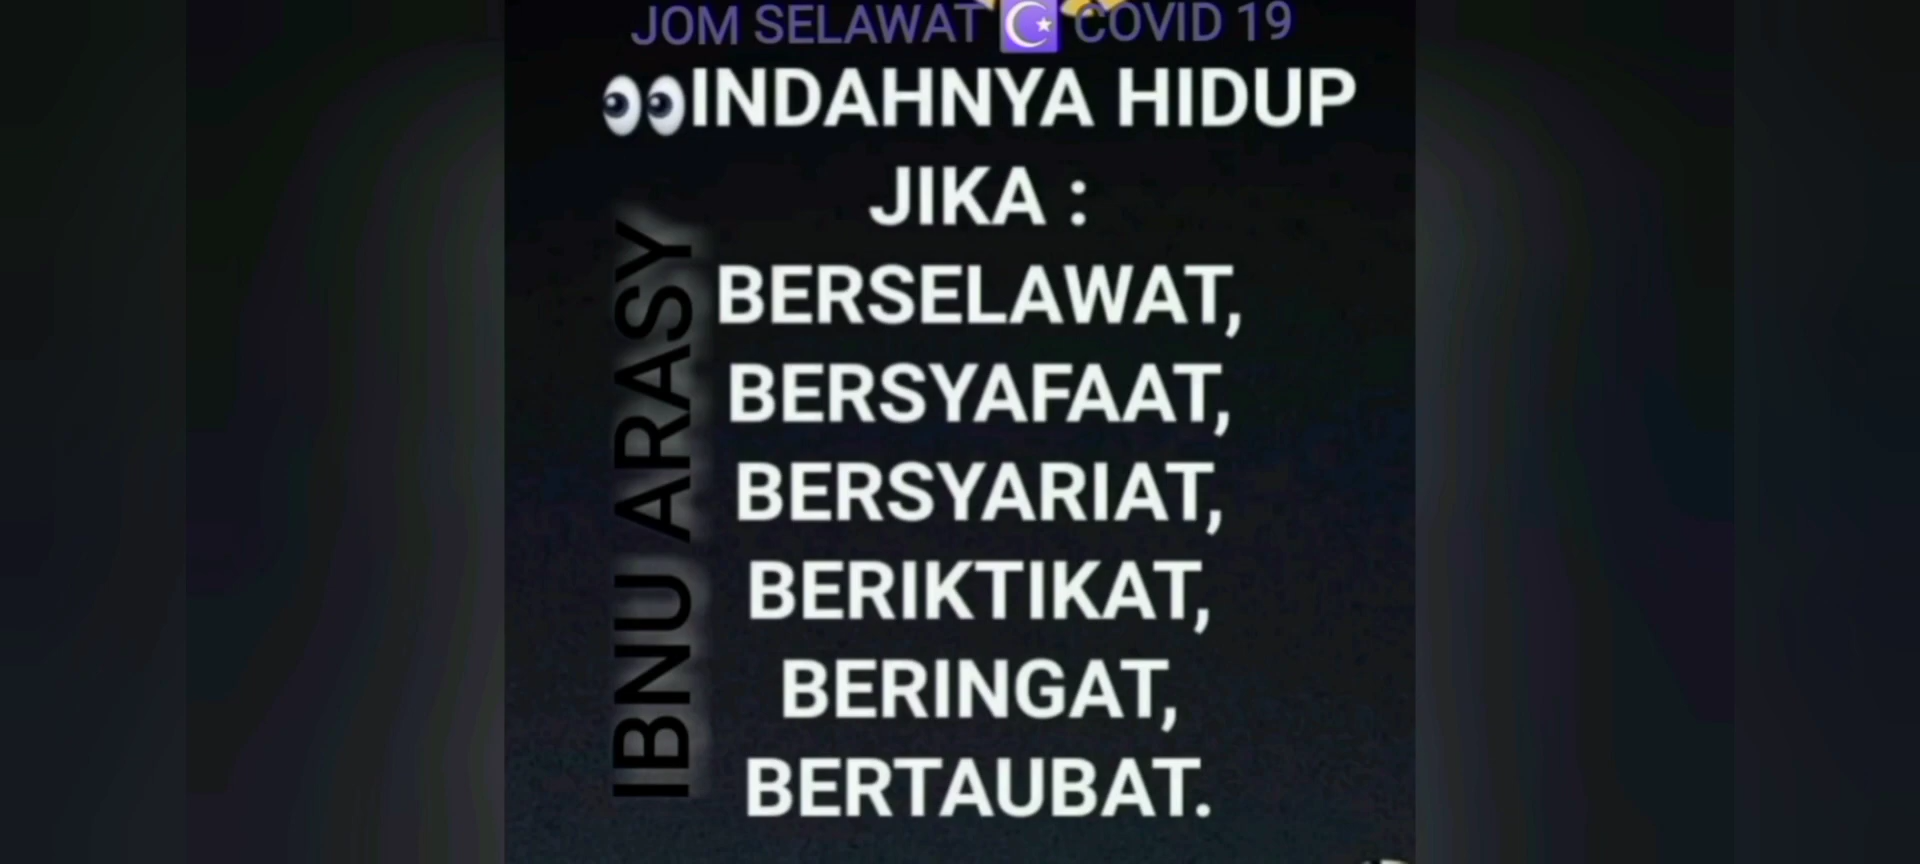 JOM SELAWAT ☪ COVID 19
👀INDAHNYA HIDUP
JIKA :
BERSELAWAT,
BERSYAFAAT,
BERSYARIAT,
BERIKTIKAT,
BERINGAT,
BERTAUBAT.
IBNU ARASY